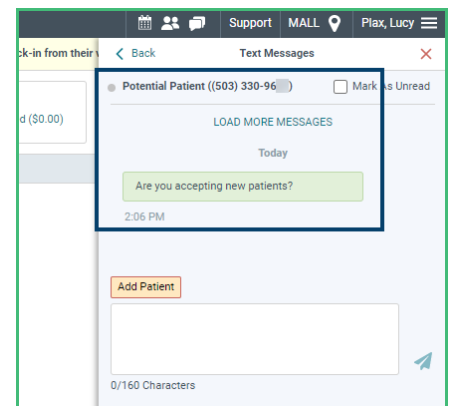 Support MALL Plax, Lucy
ck-in from their
Back Text Messages
Potential Patient ((503) 330-96 ) Mark As Unread
d ($0.00)
LOAD MORE MESSAGES
Today
Are you accepting new patients?
2:06 PM
Add Patient
0/160 Characters